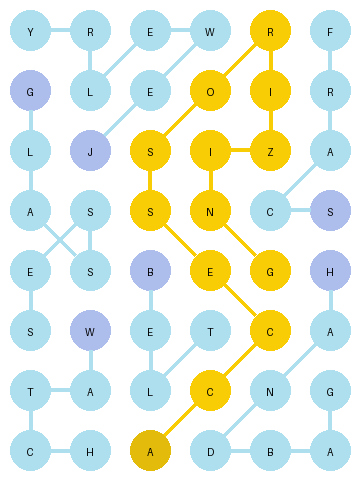 Y R E W R F
G L E O I R
L J S I Z A
A S S N C S
E S B E G H
S W E T C A
T A L C N G
C H A D B A